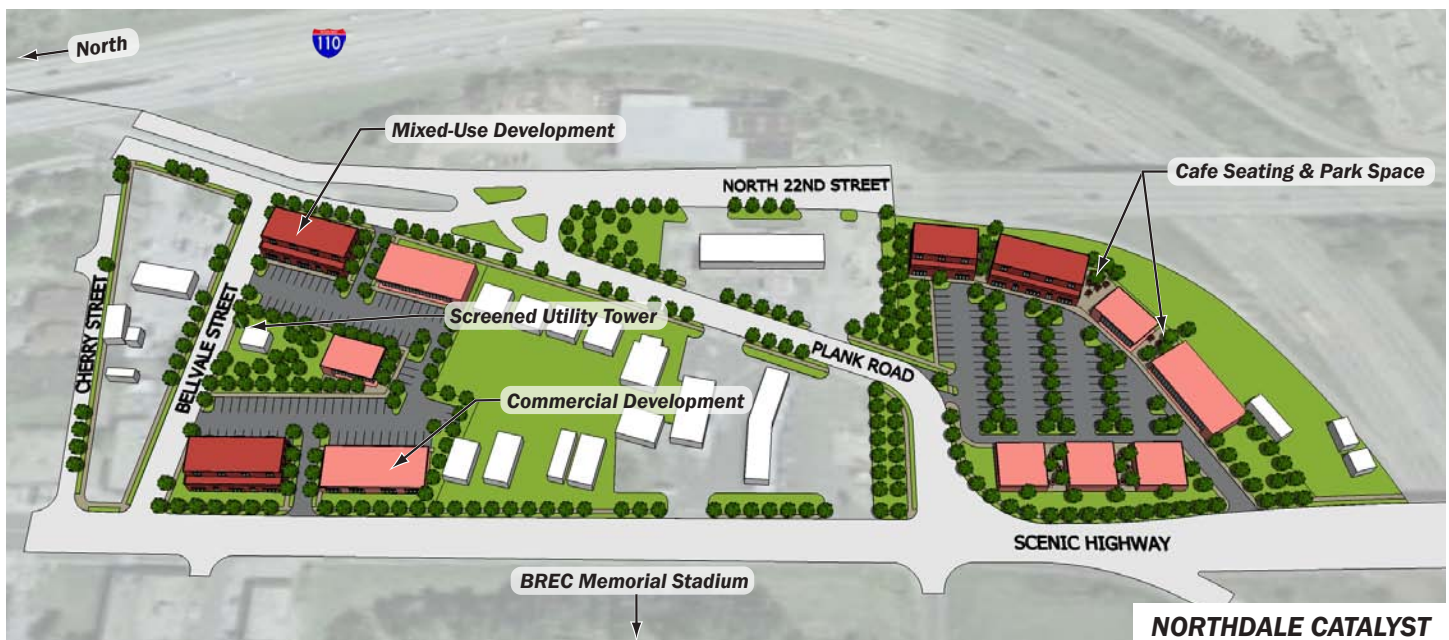 North
110
Mixed-Use Development
Cafe Seating & Park Space
NORTH 22ND STREET
CHERRY STREET
BELLVALE STREET
Screened Utility Tower
PLANK ROAD
Commercial Development
SCENIC HIGHWAY
BREC Memorial Stadium
NORTHDALE CATALYST